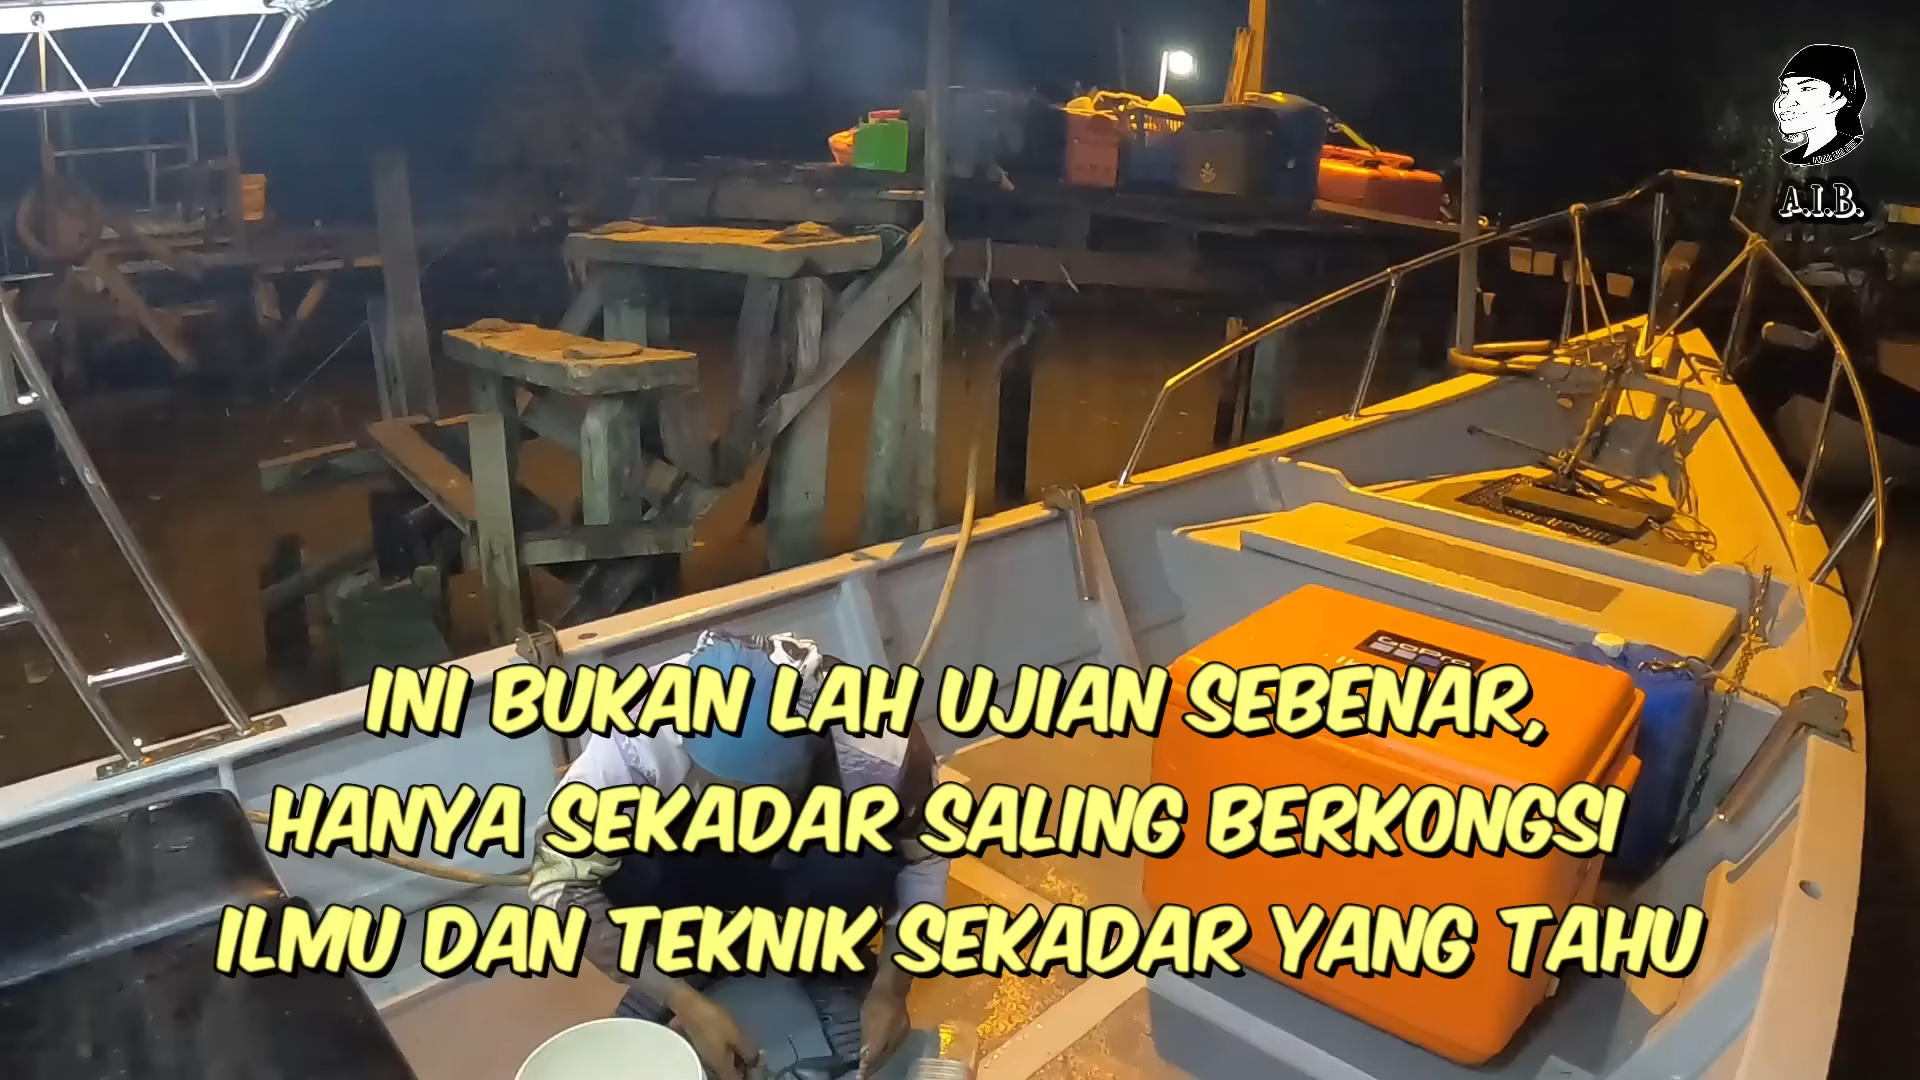 A.I.B.
GoPro
INI BUKAN LAH UJIAN SEBENAR,
HANYA SEKADAR SALING BERKONGSI
ILMU DAN TEKNIK SEKADAR YANG TAHU